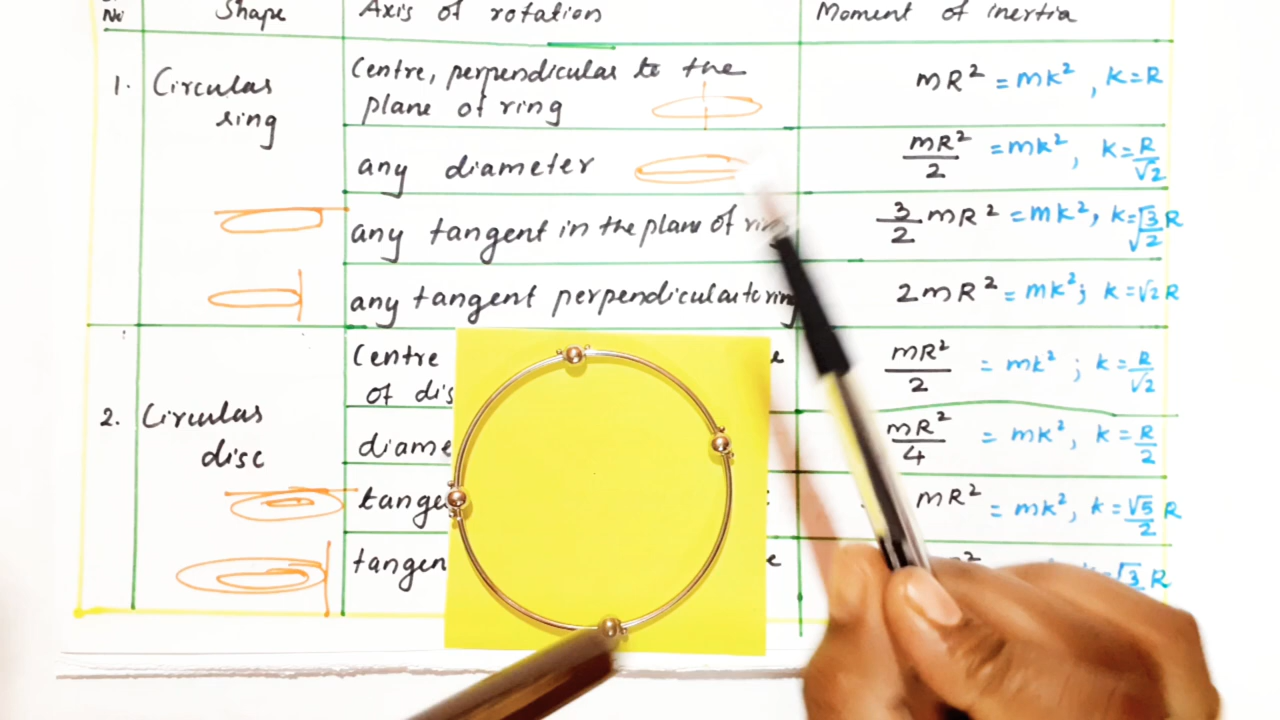 No Shape Axis of rotation Moment of inertia
1. Circular ring
Centre, perpendicular to the
plane of ring
mR² = mk², k=R
any diameter
mR²/2 = mk², k=R/√2
any tangent in the plane of ring
3/2 mR² = mk², k=√3/2 R
any tangent perpendicular to ring
2mR² = mk²; k=√2R
2. Circular disc
Centre
of dis
mR²/2 = mk²; k=R/√2
diame
mR²/4 = mk², k=R/2
tange
mR² = mk², k=√5/2 R
tangen